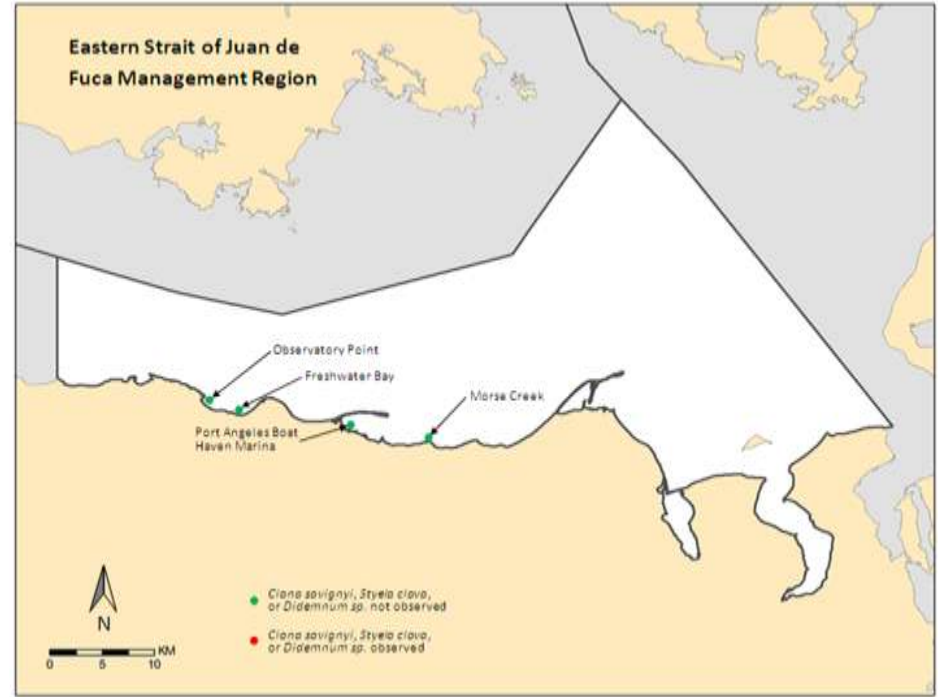 Eastern Strait of Juan de
Fuca Management Region
Observatory Point
Freshwater Bay
Morse Creek
Port Angeles Boat
Haven Marina
Ciona savignyi, Styela clava,
or Didemnum sp. not observed
Ciona savignyi, Styela clava,
or Didemnum sp. observed
N
KM
0 5 10